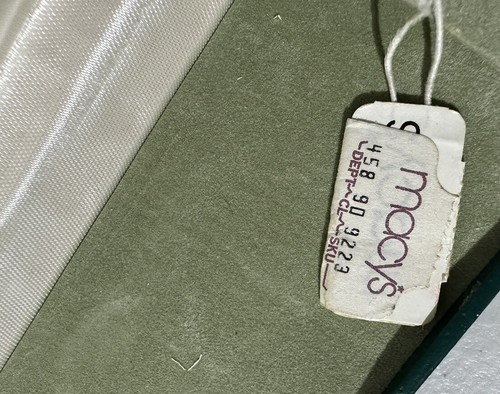 macy's
458 90 9223
DEPT CL SKU